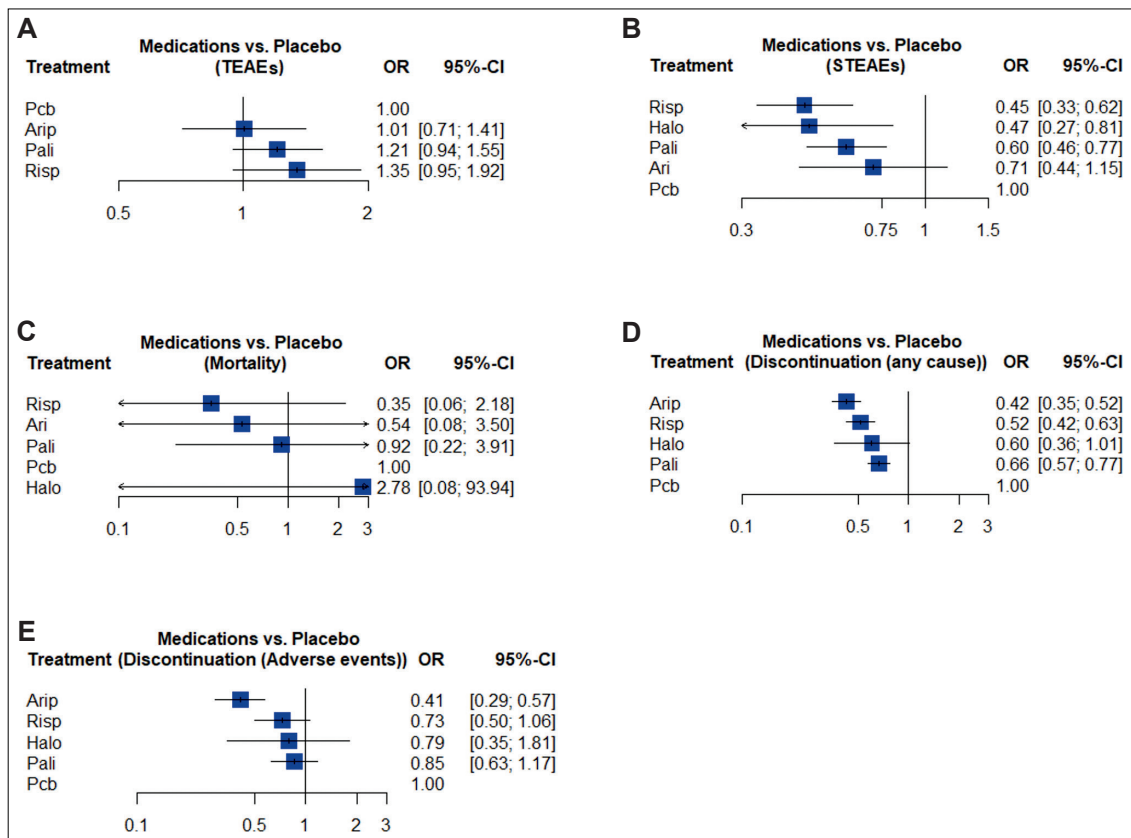 A
Medications vs. Placebo
Treatment (TEAEs) OR 95%-CI
Pcb 1.00
Arip 1.01 [0.71; 1.41]
Pali 1.21 [0.94; 1.55]
Risp 1.35 [0.95; 1.92]
0.5 1 2
B
Medications vs. Placebo
Treatment (STEAEs) OR 95%-CI
Risp 0.45 [0.33; 0.62]
Halo 0.47 [0.27; 0.81]
Pali 0.60 [0.46; 0.77]
Ari 0.71 [0.44; 1.15]
Pcb 1.00
0.3 0.75 1 1.5
C
Medications vs. Placebo
Treatment (Mortality) OR 95%-CI
Risp 0.35 [0.06; 2.18]
Ari 0.54 [0.08; 3.50]
Pali 0.92 [0.22; 3.91]
Pcb 1.00
Halo 2.78 [0.08; 93.94]
0.1 0.5 1 2 3
D
Medications vs. Placebo
Treatment (Discontinuation (any cause)) OR 95%-CI
Arip 0.42 [0.35; 0.52]
Risp 0.52 [0.42; 0.63]
Halo 0.60 [0.36; 1.01]
Pali 0.66 [0.57; 0.77]
Pcb 1.00
0.1 0.5 1 2 3
E
Medications vs. Placebo
Treatment (Discontinuation (Adverse events)) OR 95%-CI
Arip 0.41 [0.29; 0.57]
Risp 0.73 [0.50; 1.06]
Halo 0.79 [0.35; 1.81]
Pali 0.85 [0.63; 1.17]
Pcb 1.00
0.1 0.5 1 2 3